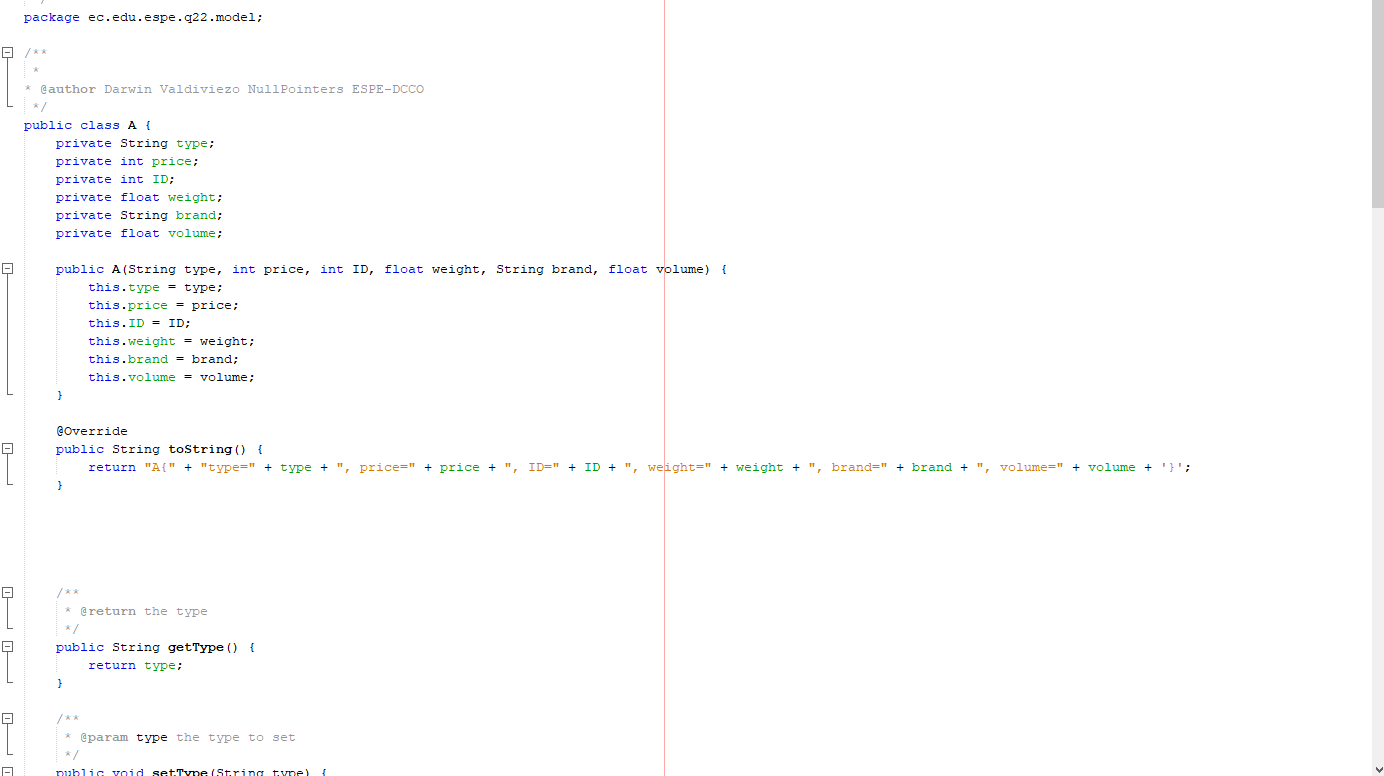 */
package ec.edu.espe.q22.model;
/**
*
* @author Darwin Valdiviezo NullPointers ESPE-DCCO
*/
public class A {
private String type;
private int price;
private int ID;
private float weight;
private String brand;
private float volume;
public A(String type, int price, int ID, float weight, String brand, float volume) {
this.type = type;
this.price = price;
this.ID = ID;
this.weight = weight;
this.brand = brand;
this.volume = volume;
}
@Override
public String toString() {
return "A{" + "type=" + type + ", price=" + price + ", ID=" + ID + ", weight=" + weight + ", brand=" + brand + ", volume=" + volume + '}';
}
/**
* @return the type
*/
public String getType() {
return type;
}
/**
* @param type the type to set
*/
public void setType(String type) {